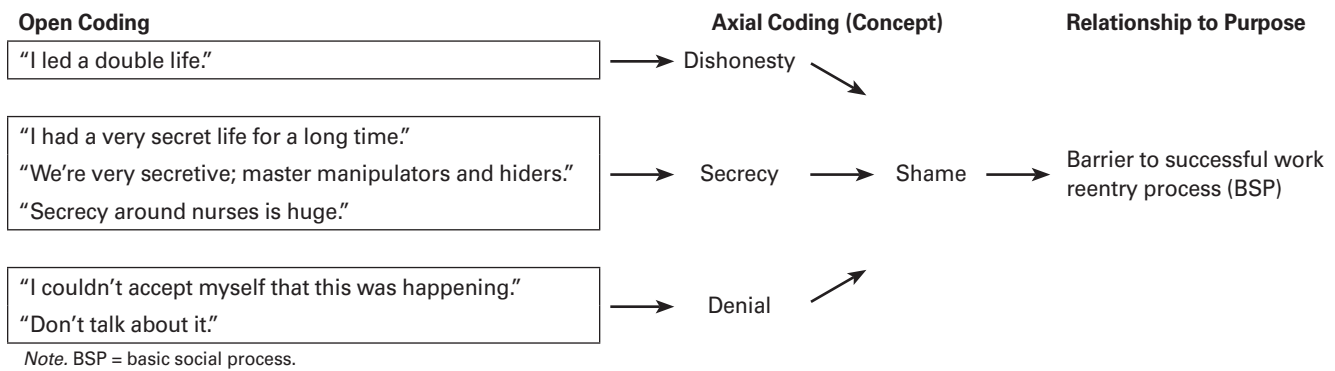 Open Coding Axial Coding (Concept) Relationship to Purpose
“I led a double life.” Dishonesty
“I had a very secret life for a long time.”
“We’re very secretive; master manipulators and hiders.” Secrecy Shame Barrier to successful work
reentry process (BSP)
“Secrecy around nurses is huge.”
“I couldn’t accept myself that this was happening.”
Denial
“Don’t talk about it.”
Note. BSP = basic social process.